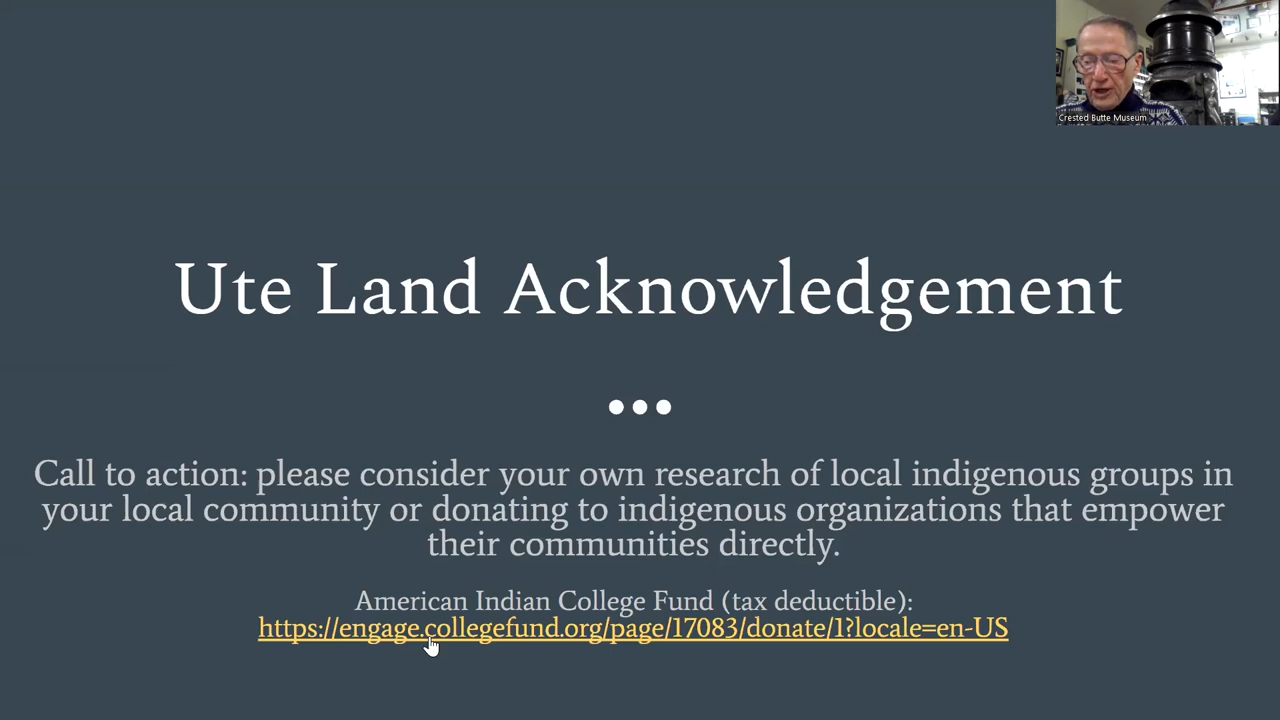 Crested Butte Museum
Ute Land Acknowledgement
Call to action: please consider your own research of local indigenous groups in
your local community or donating to indigenous organizations that empower
their communities directly.
American Indian College Fund (tax deductible):
https://engage.collegefund.org/page/17083/donate/1?locale=en-US